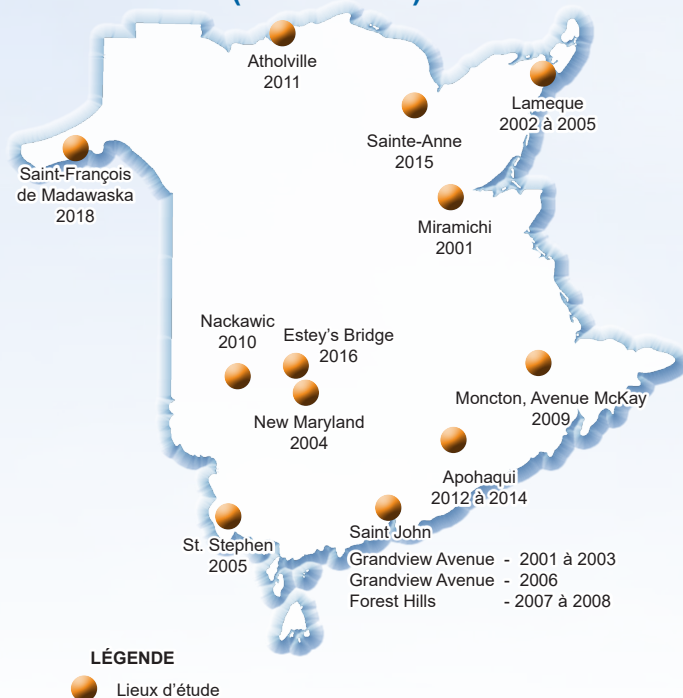 Atholville
2011
Lameque
2002 à 2005
Sainte-Anne
2015
Saint-François
de Madawaska
2018
Miramichi
2001
Nackawic
2010
Estey's Bridge
2016
New Maryland
2004
Moncton, Avenue McKay
2009
Apohaqui
2012 à 2014
St. Stephen
2005
Saint John
Grandview Avenue - 2001 à 2003
Grandview Avenue - 2006
Forest Hills - 2007 à 2008
LÉGENDE
Lieux d'étude